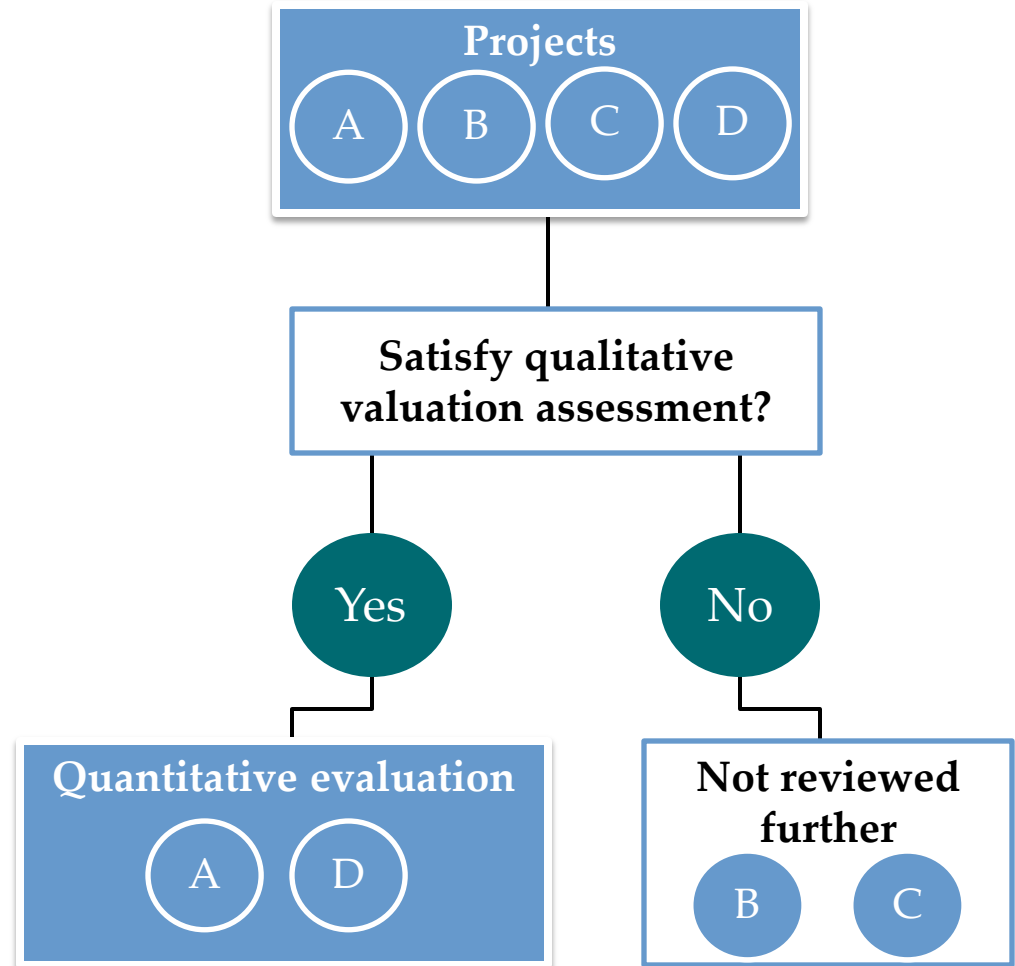 Projects
A B C D
Satisfy qualitative
valuation assessment?
Yes No
Quantitative evaluation
A D
Not reviewed
further
B C